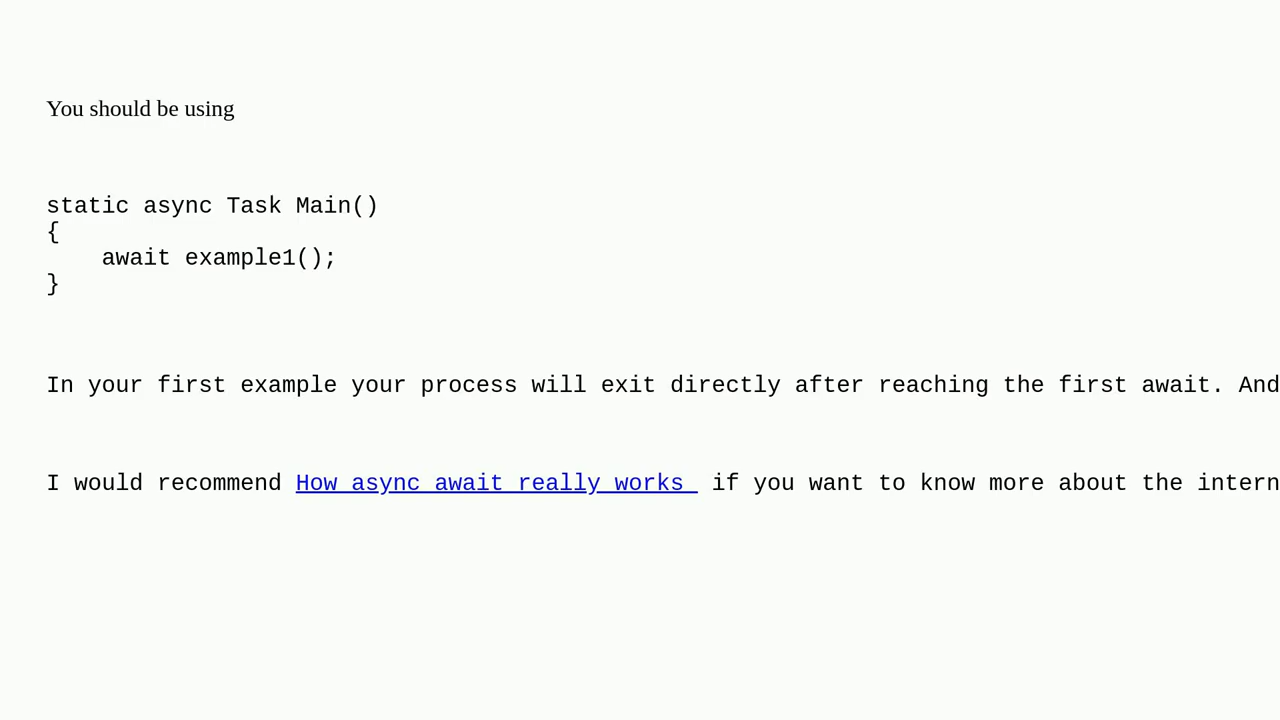 You should be using
static async Task Main()
{
    await example1();
}
In your first example your process will exit directly after reaching the first await. And
I would recommend How async await really works  if you want to know more about the intern